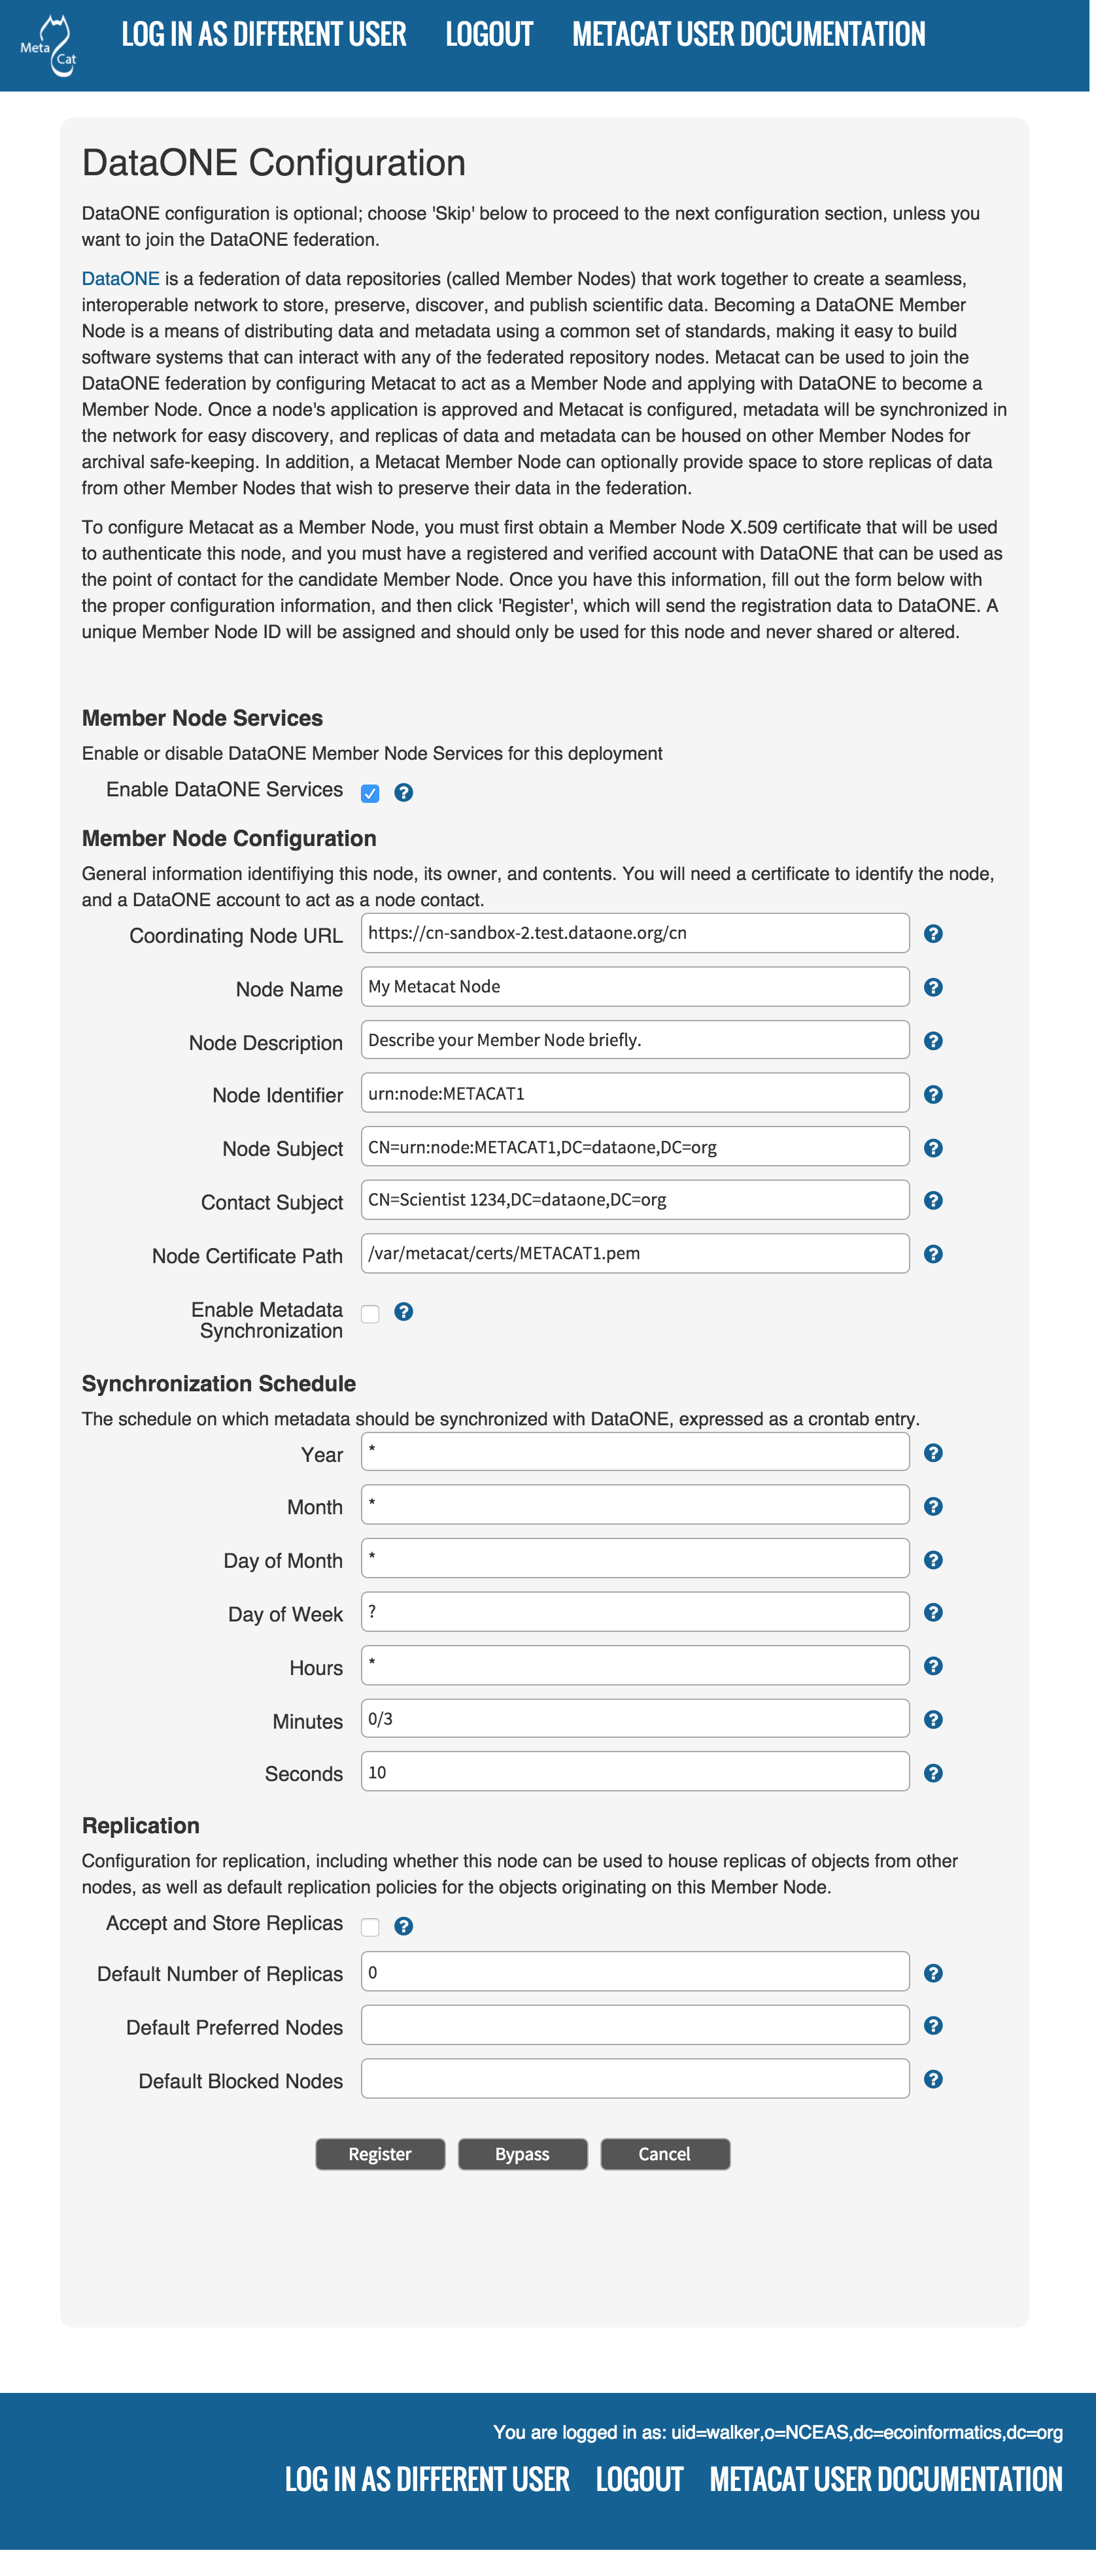 Meta
Cat
LOG IN AS DIFFERENT USER LOGOUT METACAT USER DOCUMENTATION
DataONE Configuration
DataONE configuration is optional; choose 'Skip' below to proceed to the next configuration section, unless you
want to join the DataONE federation.
DataONE is a federation of data repositories (called Member Nodes) that work together to create a seamless,
interoperable network to store, preserve, discover, and publish scientific data. Becoming a DataONE Member
Node is a means of distributing data and metadata using a common set of standards, making it easy to build
software systems that can interact with any of the federated repository nodes. Metacat can be used to join the
DataONE federation by configuring Metacat to act as a Member Node and applying with DataONE to become a
Member Node. Once a node's application is approved and Metacat is configured, metadata will be synchronized in
the network for easy discovery, and replicas of data and metadata can be housed on other Member Nodes for
archival safe-keeping. In addition, a Metacat Member Node can optionally provide space to store replicas of data
from other Member Nodes that wish to preserve their data in the federation.
To configure Metacat as a Member Node, you must first obtain a Member Node X.509 certificate that will be used
to authenticate this node, and you must have a registered and verified account with DataONE that can be used as
the point of contact for the candidate Member Node. Once you have this information, fill out the form below with
the proper configuration information, and then click 'Register', which will send the registration data to DataONE. A
unique Member Node ID will be assigned and should only be used for this node and never shared or altered.
Member Node Services
Enable or disable DataONE Member Node Services for this deployment
Enable DataONE Services ?
Member Node Configuration
General information identifiying this node, its owner, and contents. You will need a certificate to identify the node,
and a DataONE account to act as a node contact.
Coordinating Node URL https://cn-sandbox-2.test.dataone.org/cn ?
Node Name My Metacat Node ?
Node Description Describe your Member Node briefly. ?
Node Identifier urn:node:METACAT1 ?
Node Subject CN=urn:node:METACAT1,DC=dataone,DC=org ?
Contact Subject CN=Scientist 1234,DC=dataone,DC=org ?
Node Certificate Path /var/metacat/certs/METACAT1.pem ?
Enable Metadata ?
Synchronization
Synchronization Schedule
The schedule on which metadata should be synchronized with DataONE, expressed as a crontab entry.
Year * ?
Month * ?
Day of Month * ?
Day of Week ? ?
Hours * ?
Minutes 0/3 ?
Seconds 10 ?
Replication
Configuration for replication, including whether this node can be used to house replicas of objects from other
nodes, as well as default replication policies for the objects originating on this Member Node.
Accept and Store Replicas ?
Default Number of Replicas 0 ?
Default Preferred Nodes ?
Default Blocked Nodes ?
Register Bypass Cancel
You are logged in as: uid=walker,o=NCEAS,dc=ecoinformatics,dc=org
LOG IN AS DIFFERENT USER LOGOUT METACAT USER DOCUMENTATION